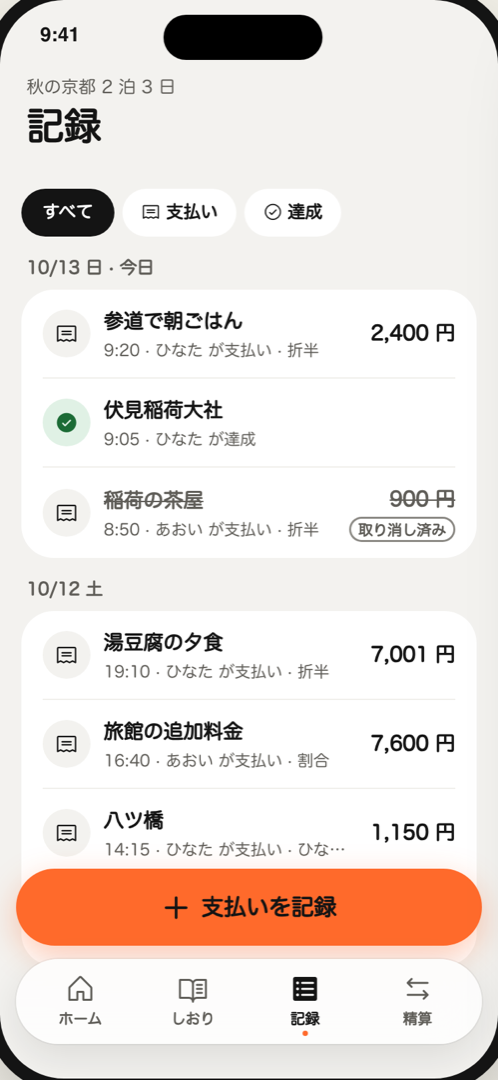 9:41
秋の京都 2 泊 3 日
記録
すべて
支払い
達成
10/13 日 · 今日
参道で朝ごはん
2,400 円
9:20 · ひなた が支払い · 折半
伏見稲荷大社
9:05 · ひなた が達成
稲荷の茶屋
900 円
8:50 · あおい が支払い · 折半
取り消し済み
10/12 土
湯豆腐の夕食
7,001 円
19:10 · ひなた が支払い · 折半
旅館の追加料金
7,600 円
16:40 · あおい が支払い · 割合
八ツ橋
1,150 円
14:15 · ひなた が支払い · ひな…
支払いを記録
ホーム
しおり
記録
精算